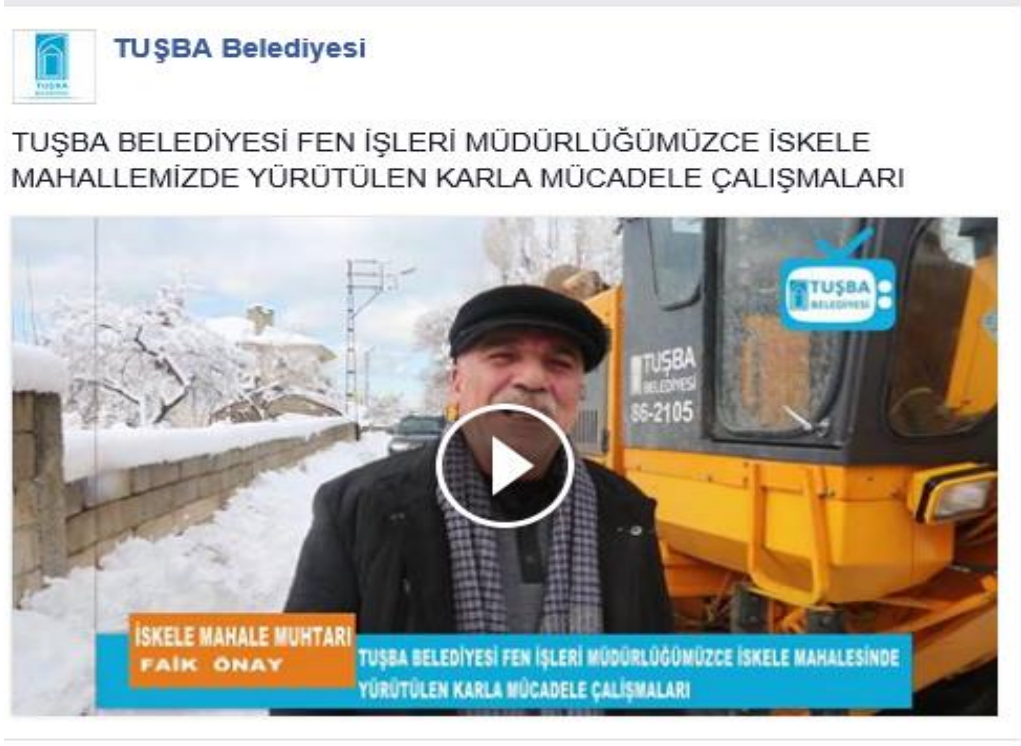 TUŞBA
TUŞBA Belediyesi
TUŞBA BELEDİYESİ FEN İŞLERİ MÜDÜRLÜĞÜMÜZCE İSKELE
MAHALLEMİZDE YÜRÜTÜLEN KARLA MÜCADELE ÇALIŞMALARI
TUŞBA
BELEDİYESİ
TUŞBA
BELEDİYESİ
86-2105
İSKELE MAHALE MUHTARI
FAİK ÖNAY
TUŞBA BELEDİYESİ FEN İŞLERİ MÜDÜRLÜĞÜMÜZCE İSKELE MAHALESİNDE
YÜRÜTÜLEN KARLA MÜCADELE ÇALIŞMALARI